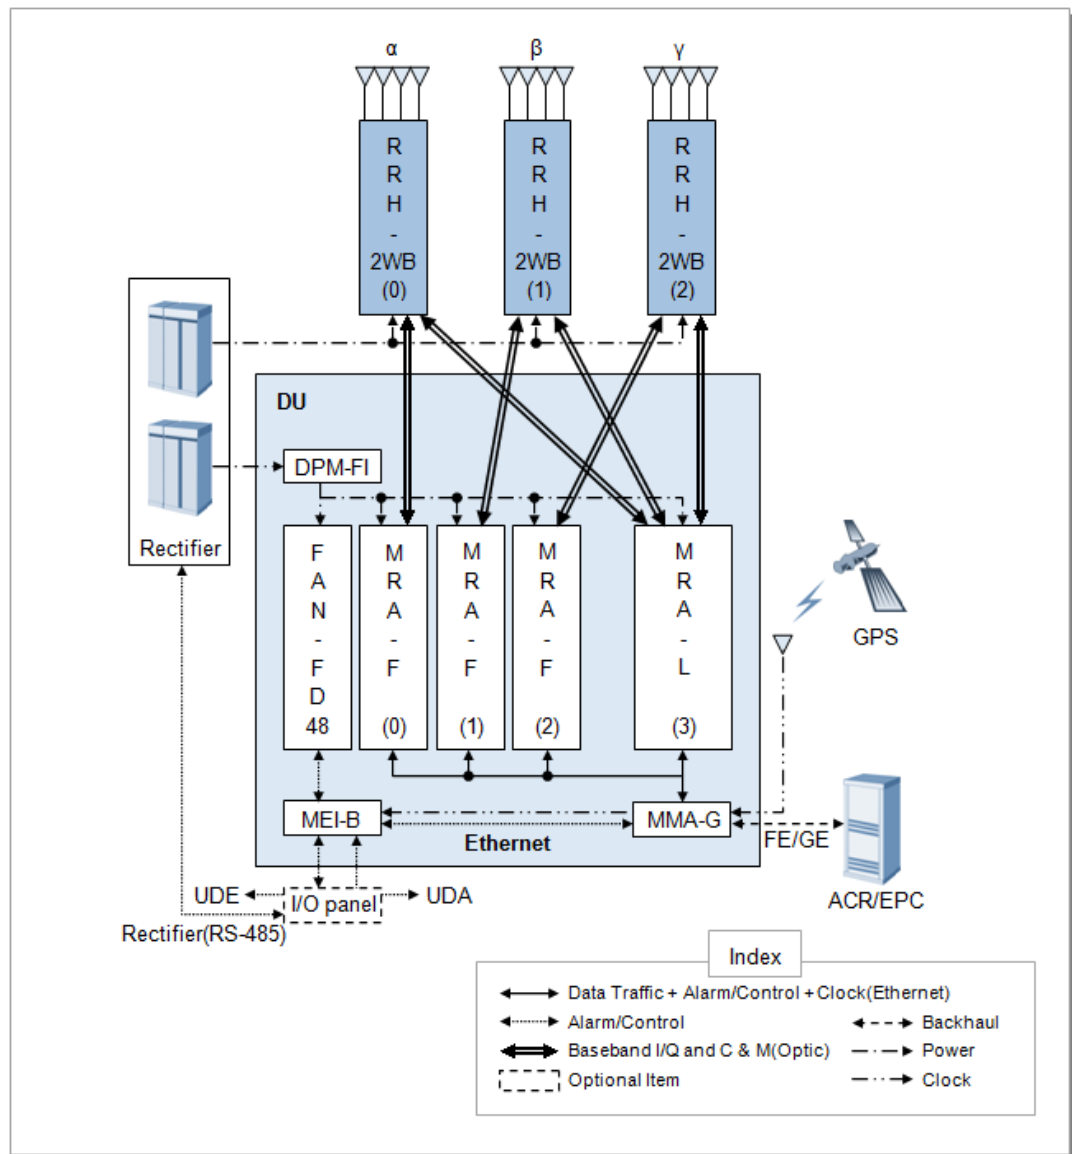 α
β
γ
R
R
H
-
2WB
(0)
R
R
H
-
2WB
(1)
R
R
H
-
2WB
(2)
DU
DPM-FI
Rectifier
F
A
N
-
F
D
48
M
R
A
-
F
(0)
M
R
A
-
F
(1)
M
R
A
-
F
(2)
M
R
A
-
L
(3)
GPS
MEI-B
MMA-G
Ethernet
FE/GE
ACR/EPC
UDE
I/O panel
UDA
Rectifier(RS-485)
Index
Data Traffic + Alarm/Control +Clock(Ethernet)
Alarm/Control
Backhaul
Baseband I/Q and C & M(Optic)
Power
Optional Item
Clock